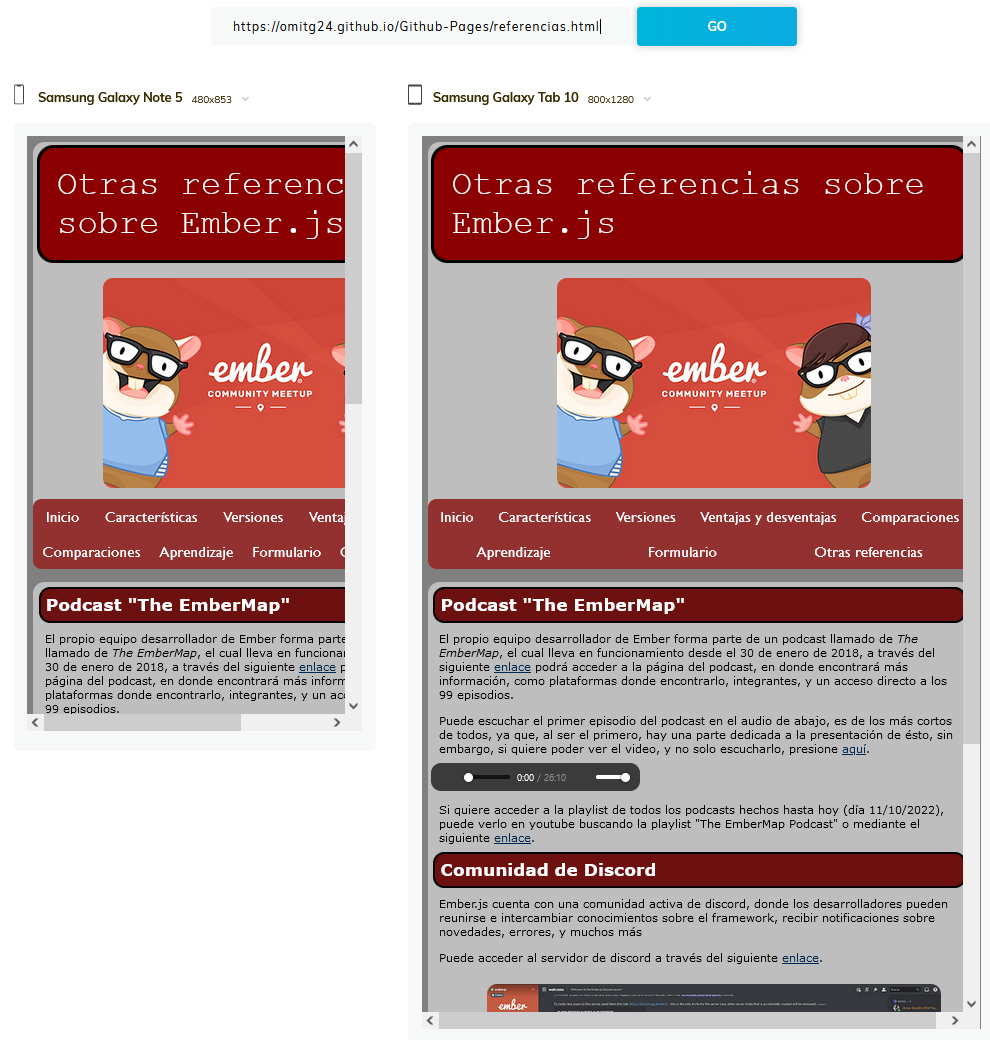 https://omitg24.github.io/Github-Pages/referencias.html
GO
Samsung Galaxy Note 5 480x853
Otras referenc
sobre Ember.js
ember
COMMUNITY MEETUP
Inicio Características Versiones Ventaj
Comparaciones Aprendizaje Formulario
Podcast "The EmberMap"
El propio equipo desarrollador de Ember forma parte
llamado de The EmberMap, el cual lleva en funcionan
30 de enero de 2018, a través del siguiente enlace p
página del podcast, en donde encontrará más inform
plataformas donde encontrarlo, integrantes, y un acc
99 episodios.
Samsung Galaxy Tab 10 800x1280
Otras referencias sobre
Ember.js
ember
COMMUNITY MEETUP
Inicio Características Versiones Ventajas y desventajas Comparaciones
Aprendizaje Formulario Otras referencias
Podcast "The EmberMap"
El propio equipo desarrollador de Ember forma parte de un podcast llamado de The
EmberMap, el cual lleva en funcionamiento desde el 30 de enero de 2018, a través del
siguiente enlace podrá acceder a la página del podcast, en donde encontrará más
información, como plataformas donde encontrarlo, integrantes, y un acceso directo a los
99 episodios.
Puede escuchar el primer episodio del podcast en el audio de abajo, es de los más cortos
de todos, ya que, al ser el primero, hay una parte dedicada a la presentación de ésto, sin
embargo, si quiere poder ver el video, y no solo escucharlo, presione aquí.
0:00 / 26:10
Si quiere acceder a la playlist de todos los podcasts hechos hasta hoy (día 11/10/2022),
puede verlo en youtube buscando la playlist "The EmberMap Podcast" o mediante el
siguiente enlace.
Comunidad de Discord
Ember.js cuenta con una comunidad activa de discord, donde los desarrolladores pueden
reunirse e intercambiar conocimientos sobre el framework, recibir notificaciones sobre
novedades, errores, y muchos más
Puede acceder al servidor de discord a través del siguiente enlace.
ember